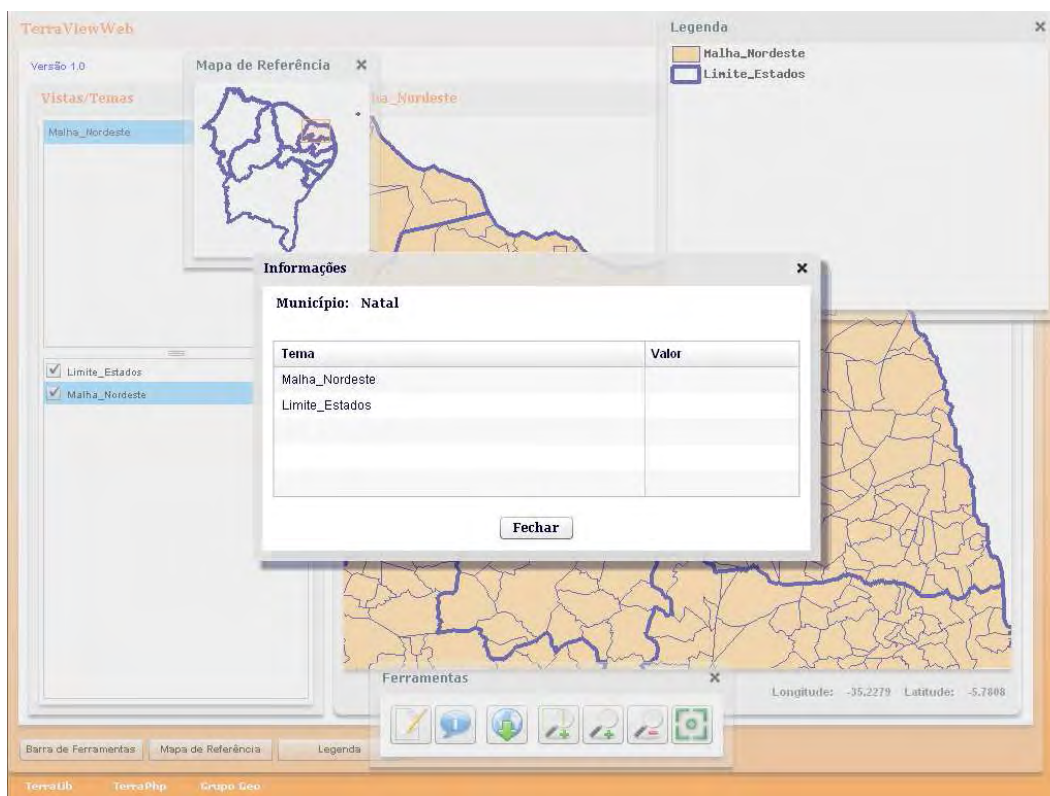 TerraViewWeb
Versão 1.0
Vistas/Temas
Malha_Nordeste
Mapa de Referência
Nordeste
Legenda
Malha_Nordeste
Limite_Estados
Informações
Município: Natal
Tema Valor
Malha_Nordeste
Limite_Estados
Fechar
Limite_Estados
Malha_Nordeste
Ferramentas
Longitude: -35.2279 Latitude: -5.7808
Barra de Ferramentas
Mapa de Referência
Legenda
TerraLib TerraPhp Grupo Geo